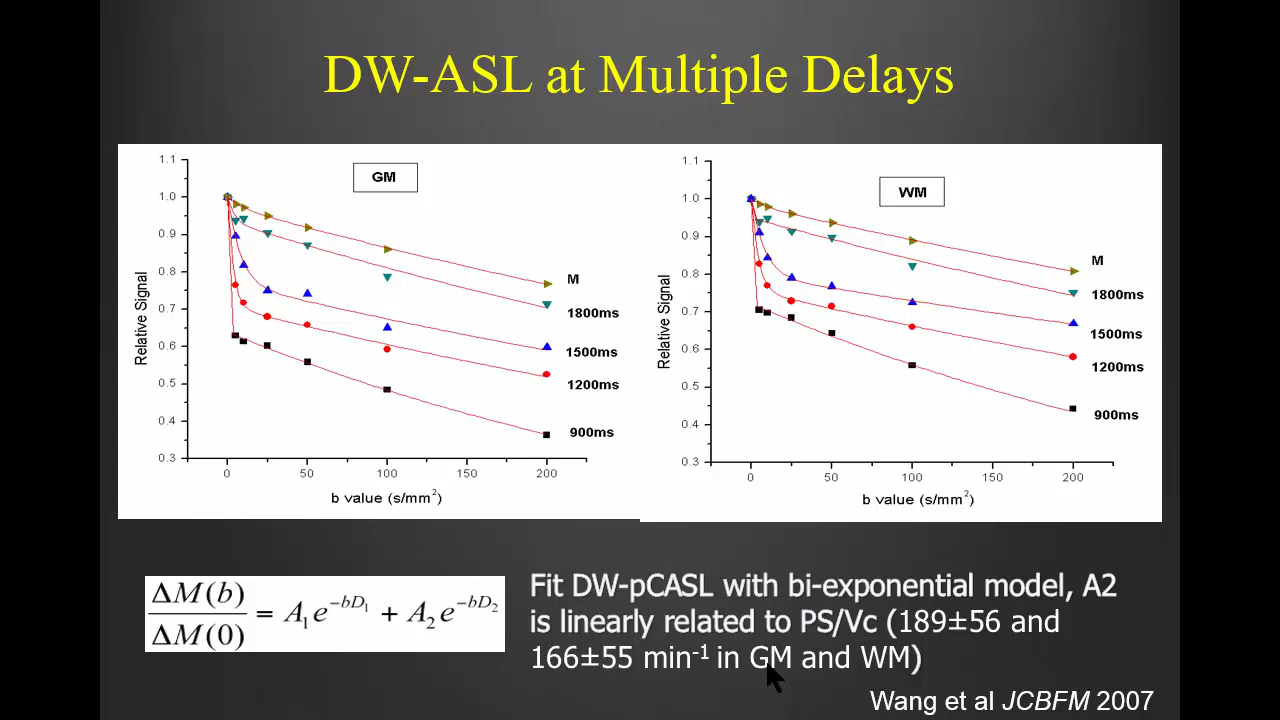 DW-ASL at Multiple Delays
GM
1.1
1.0
0.9
0.8
0.7
0.6
0.5
0.4
0.3
Relative Signal
0
50
100
150
200
b value (s/mm²)
M
1800ms
1500ms
1200ms
900ms
WM
1.1
1.0
0.9
0.8
0.7
0.6
0.5
0.4
0.3
Relative Signal
0
50
100
150
200
b value (s/mm²)
M
1800ms
1500ms
1200ms
900ms
ΔM(b)/ΔM(0) = A₁e^(−bD₁) + A₂e^(−bD₂)
Fit DW-pCASL with bi-exponential model, A2
is linearly related to PS/Vc (189±56 and
166±55 min⁻¹ in GM and WM)
Wang et al JCBFM 2007